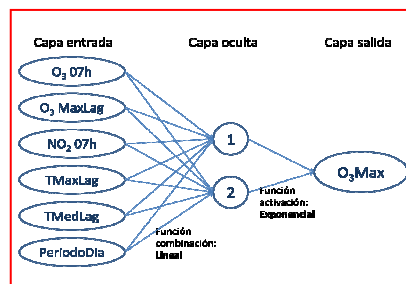 Capa entrada Capa oculta Capa salida
O₃ 07h
O₃ MaxLag
NO₂ 07h
TMaxLag
TMedLag
PeríodoDía
1
2
Función
combinación:
Lineal
Función
activación:
Exponencial
O₃Max